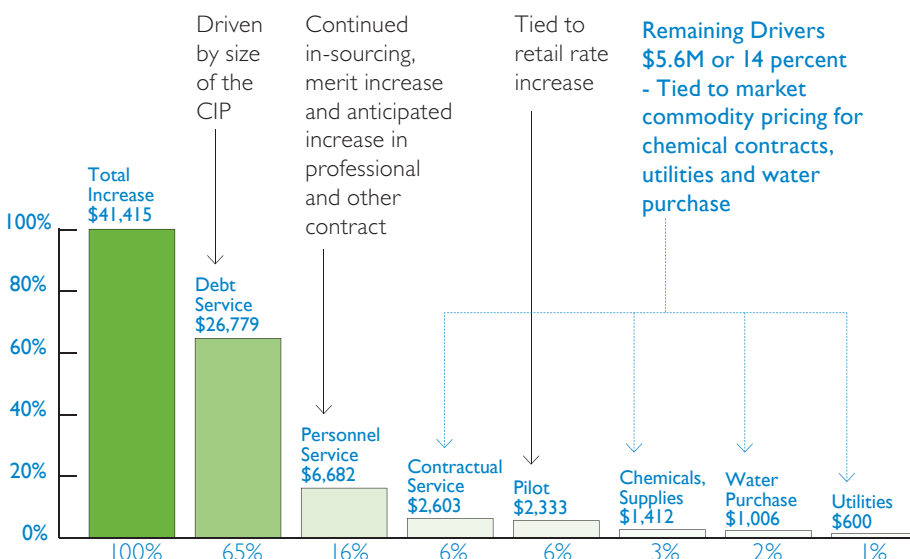 Driven
by size
of the
CIP
Continued
in-sourcing,
merit increase
and anticipated
increase in
professional
and other
contract
Tied to
retail rate
increase
Remaining Drivers
$5.6M or 14 percent
- Tied to market
commodity pricing for
chemical contracts,
utilities and water
purchase
100%
80%
60%
40%
20%
0%
Total
Increase
$41,415
Debt
Service
$26,779
Personnel
Service
$6,682
Contractual
Service
$2,603
Pilot
$2,333
Chemicals,
Supplies
$1,412
Water
Purchase
$1,006
Utilities
$600
100% 65% 16% 6% 6% 3% 2% 1%